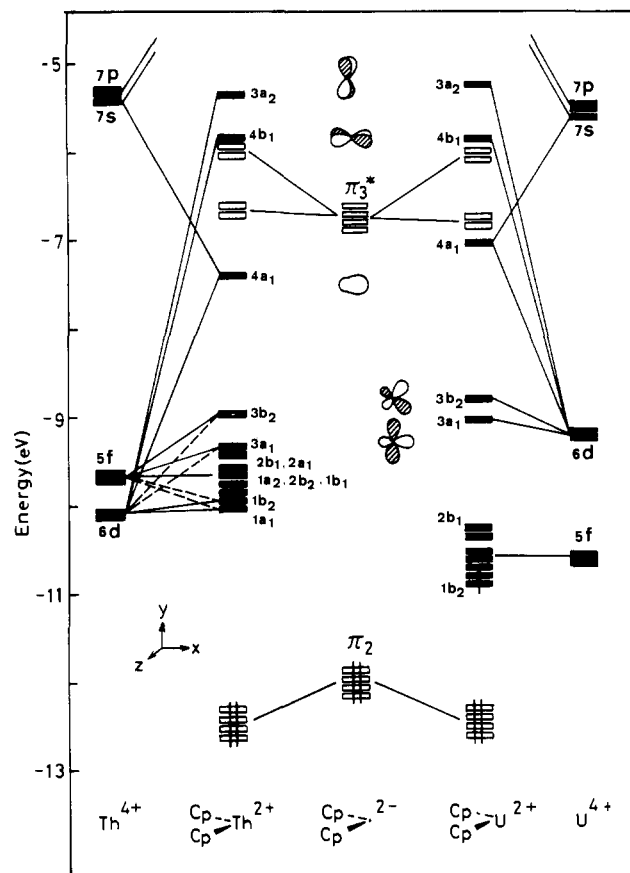 Energy(eV)
-5
-7
-9
-11
-13
7p
7s
5f
6d
3a₂
4b₁
4a₁
3b₂
3a₁
2b₁, 2a₁
1a₂, 2b₂, 1b₁
1b₂
1a₁
π₃*
π₂
3a₂
4b₁
4a₁
3b₂
3a₁
2b₁
1b₂
7p
7s
6d
5f
y
x
z
Th⁴⁺
Cp
Cp Th²⁺
Cp
Cp ²⁻
Cp
Cp U²⁺
U⁴⁺